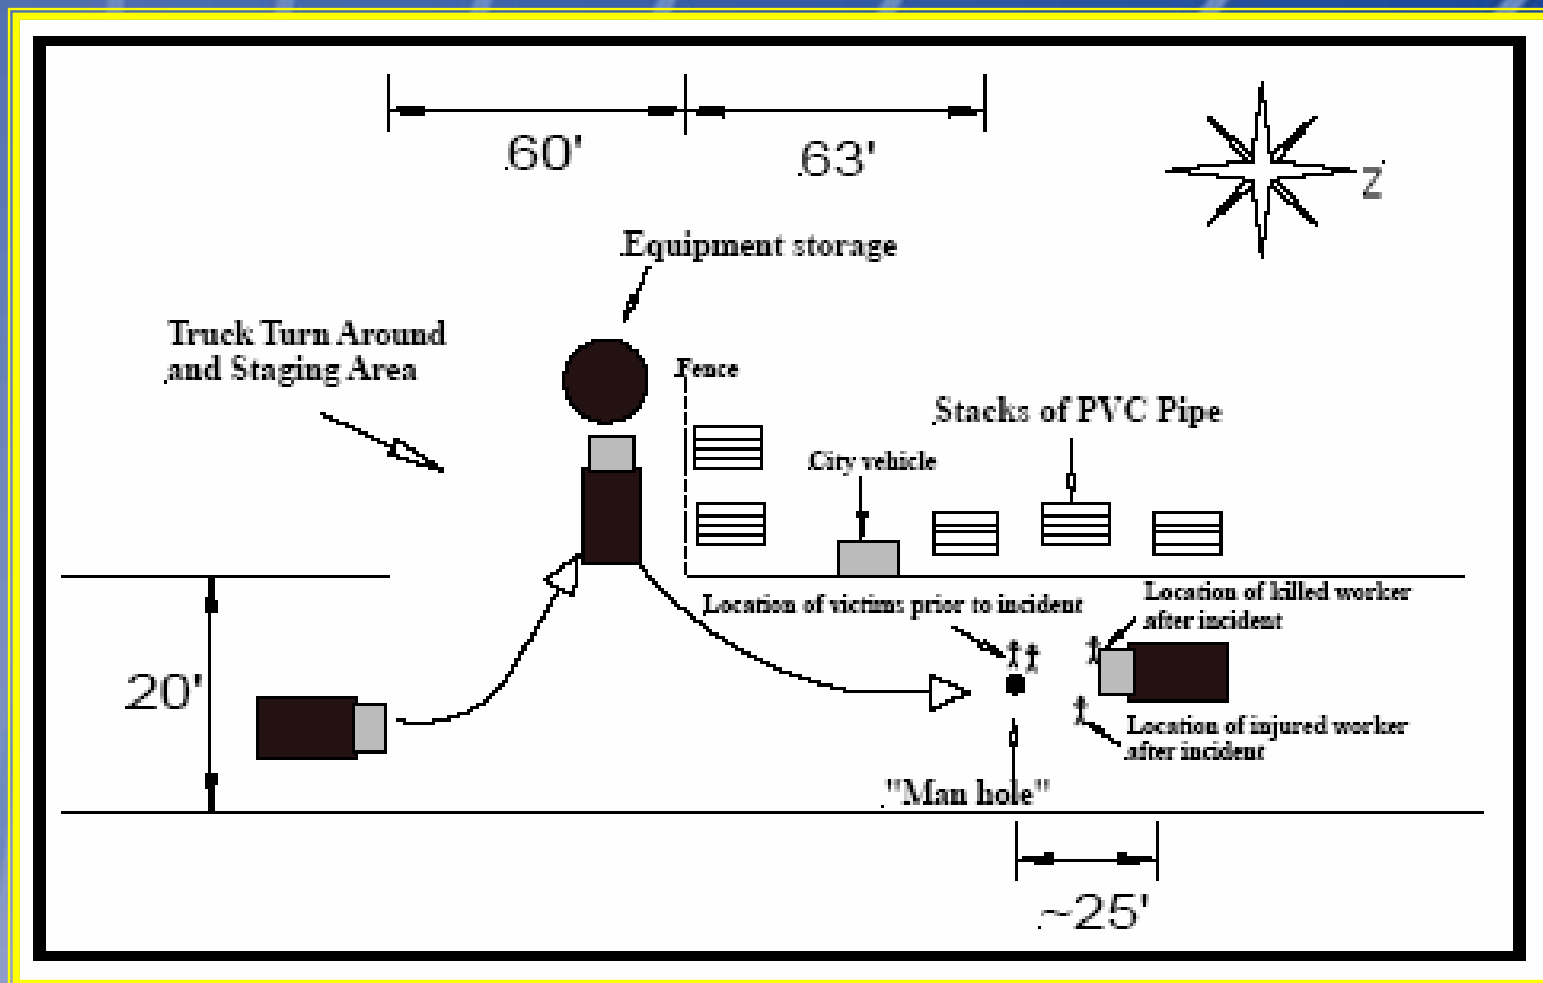 60'
63'
Z
Equipment storage
Truck Turn Around
and Staging Area
Fence
Stacks of PVC Pipe
City vehicle
Location of victims prior to incident
Location of killed worker
after incident
20'
Location of injured worker
after incident
"Man hole"
~25'